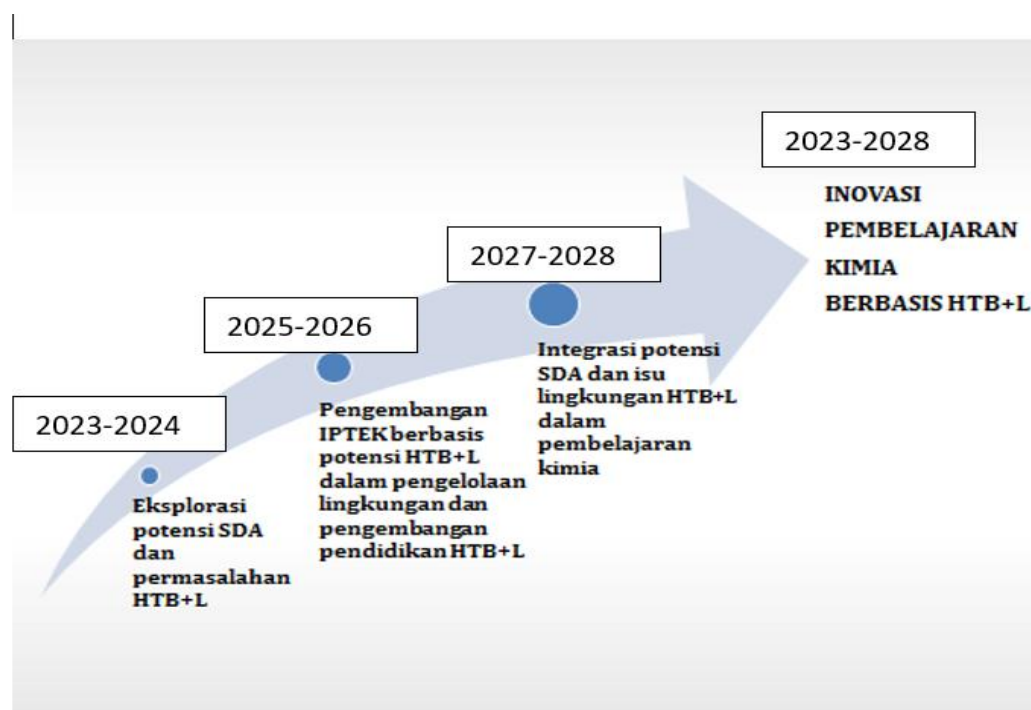 2023-2024
Eksplorasi
potensi SDA
dan
permasalahan
HTB+L
2025-2026
Pengembangan
IPTEK berbasis
potensi HTB+L
dalam pengelolaan
lingkungan dan
pengembangan
pendidikan HTB+L
2027-2028
Integrasi potensi
SDA dan isu
lingkungan HTB+L
dalam
pembelajaran
kimia
2023-2028
INOVASI
PEMBELAJARAN
KIMIA
BERBASIS HTB+L